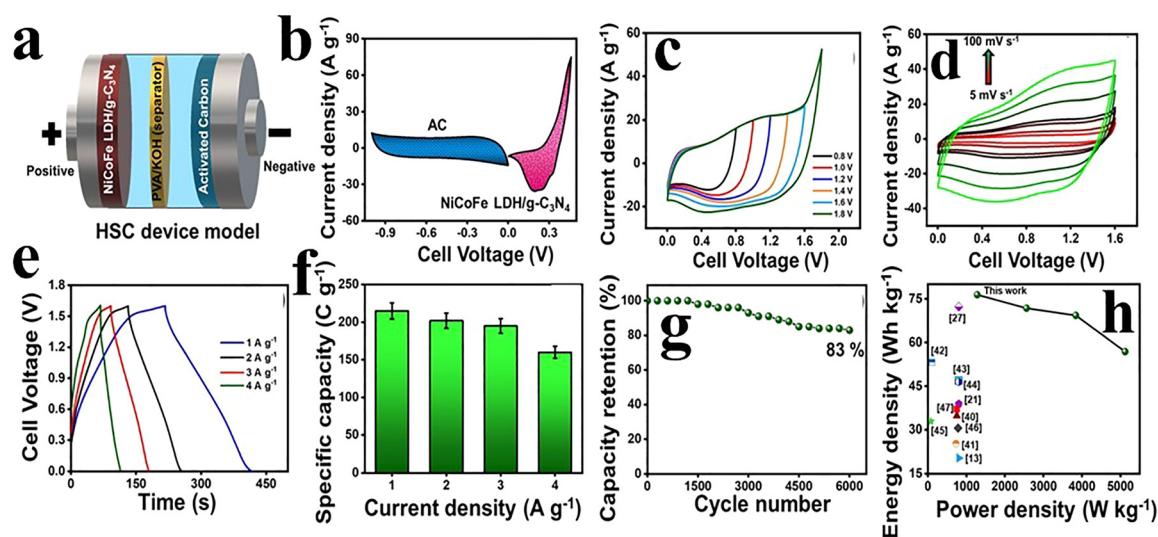 a
+
Positive
NiCoFe LDH/g-C₃N₄
PVA/KOH (separator)
Activated Carbon
−
Negative
HSC device model
b
Current density (A g⁻¹)
90
60
30
0
-30
-60
-0.9
-0.6
-0.3
0.0
0.3
AC
NiCoFe LDH/g-C₃N₄
Cell Voltage (V)
c
Current density (A g⁻¹)
60
40
20
0
-20
0.0
0.4
0.8
1.2
1.6
2.0
0.8 V
1.0 V
1.2 V
1.4 V
1.6 V
1.8 V
Cell Voltage (V)
d
100 mV s⁻¹
5 mV s⁻¹
Current density (A g⁻¹)
60
40
20
0
-20
-40
0.0
0.4
0.8
1.2
1.6
Cell Voltage (V)
e
Cell Voltage (V)
1.8
1.5
1.2
0.9
0.6
0.3
0.0
0
150
300
450
1 A g⁻¹
2 A g⁻¹
3 A g⁻¹
4 A g⁻¹
Time (s)
f
Specific capacity (C g⁻¹)
250
200
150
100
50
0
1
2
3
4
Current density (A g⁻¹)
g
Capacity retention (%)
100
80
60
40
20
0
0
1500
3000
4500
6000
83 %
Cycle number
h
Energy density (Wh kg⁻¹)
75
60
45
30
15
0
1000
2000
3000
4000
5000
This work
[27]
[42]
[43]
[44]
[21]
[47]
[40]
[45]
[46]
[41]
[13]
Power density (W kg⁻¹)